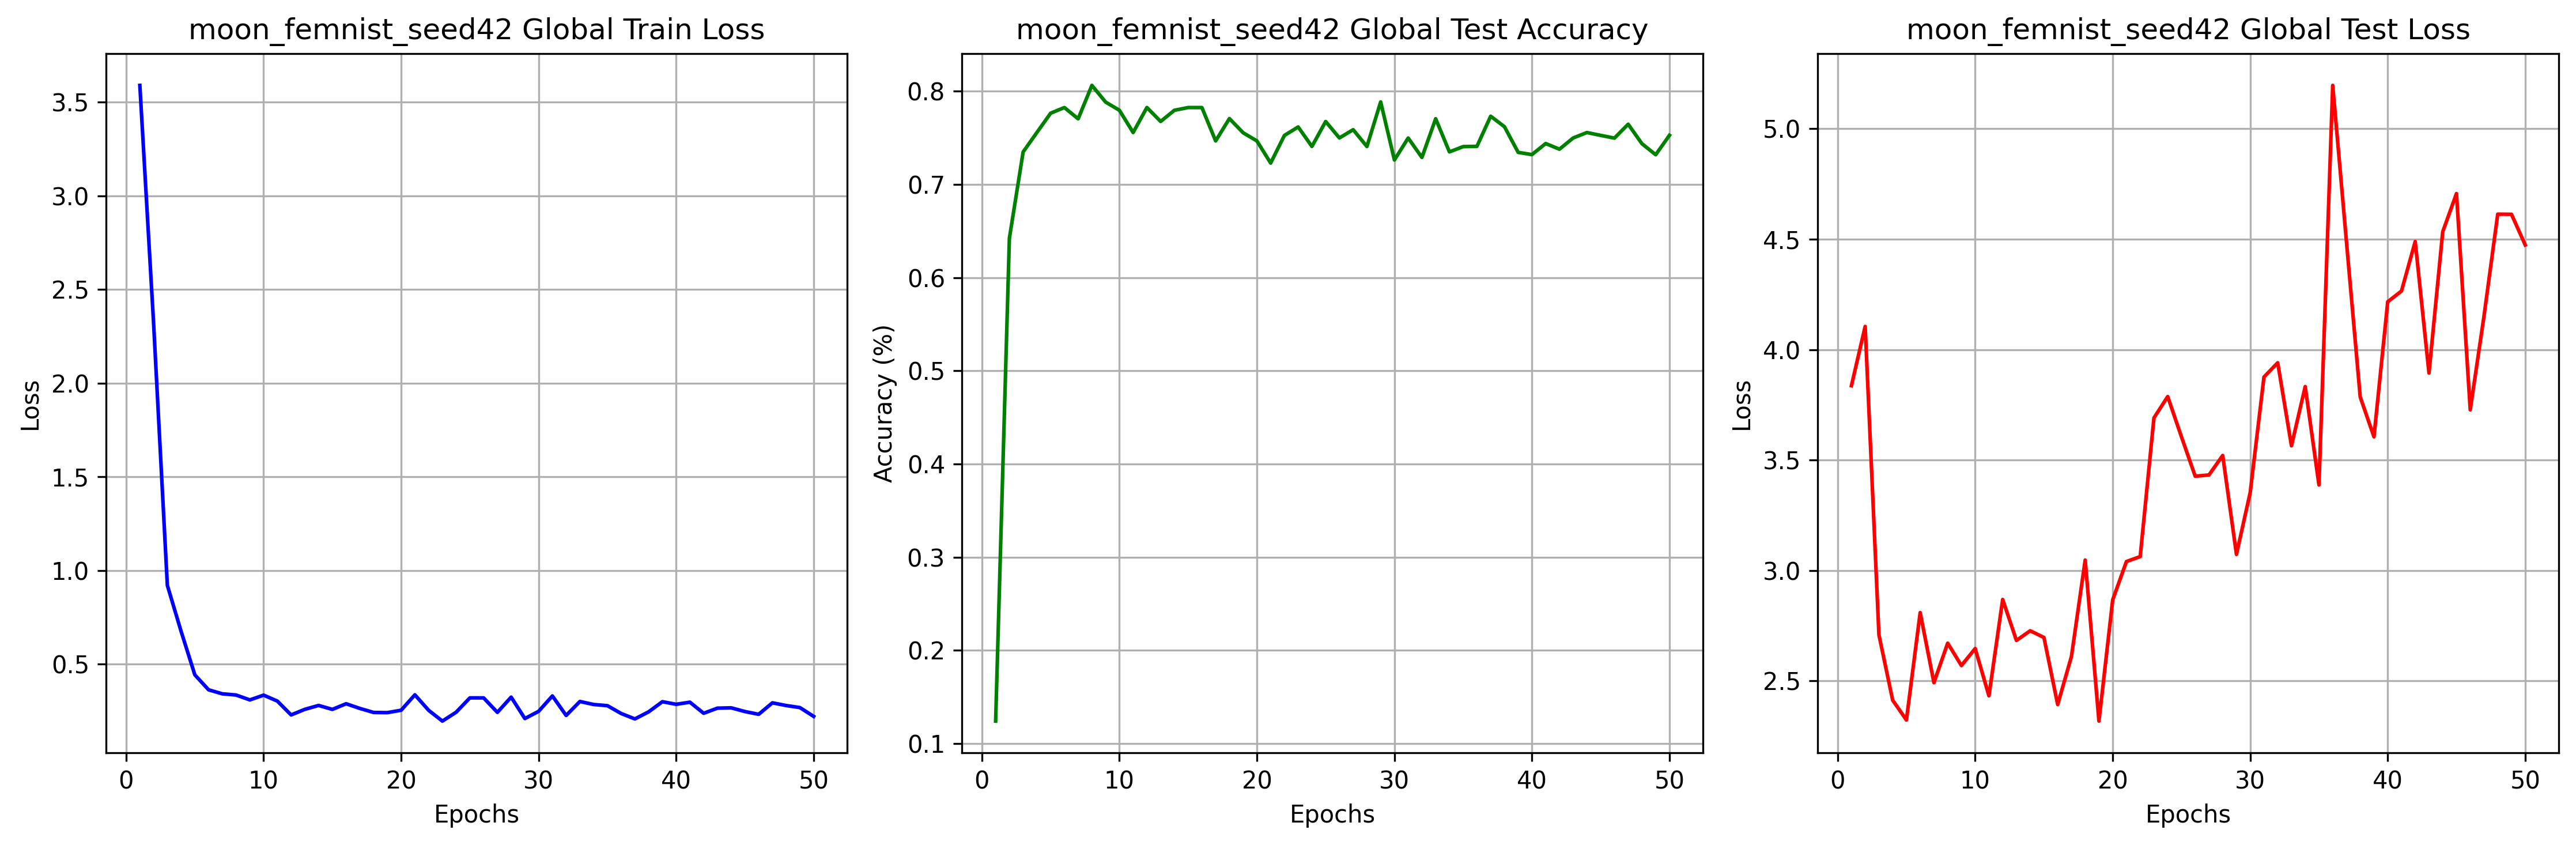 moon_femnist_seed42 Global Train Loss
Loss
3.5
3.0
2.5
2.0
1.5
1.0
0.5
0 10 20 30 40 50
Epochs
moon_femnist_seed42 Global Test Accuracy
Accuracy (%)
0.8
0.7
0.6
0.5
0.4
0.3
0.2
0.1
0 10 20 30 40 50
Epochs
moon_femnist_seed42 Global Test Loss
Loss
5.0
4.5
4.0
3.5
3.0
2.5
0 10 20 30 40 50
Epochs